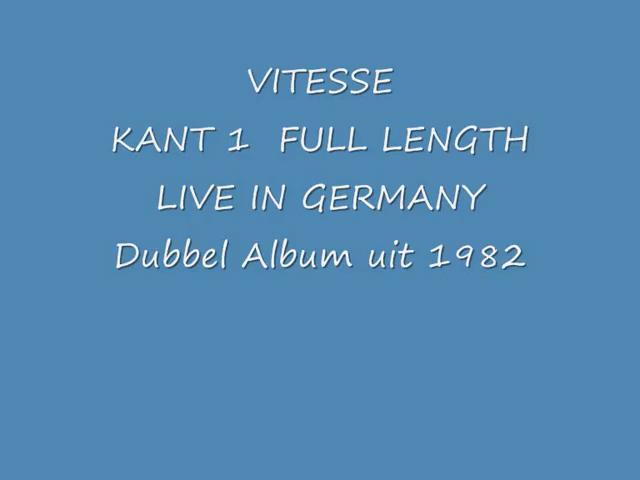 VITESSE
KANT 1 FULL LENGTH
LIVE IN GERMANY
Dubbel Album uit 1982